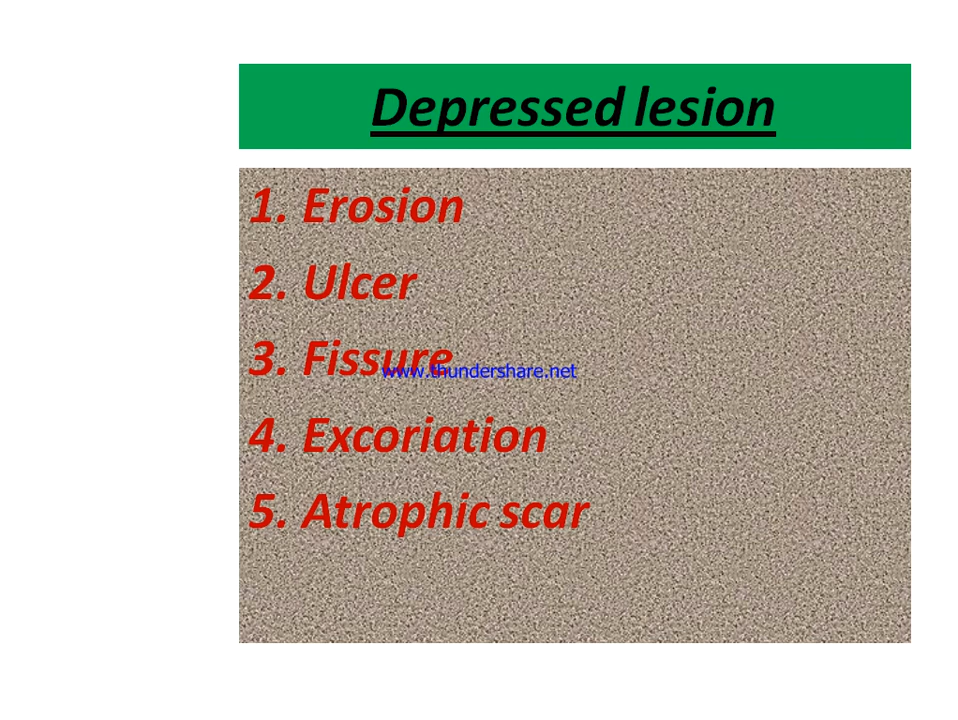 Depressed lesion
1. Erosion
2. Ulcer
3. Fissure
www.thundershare.net
4. Excoriation
5. Atrophic scar